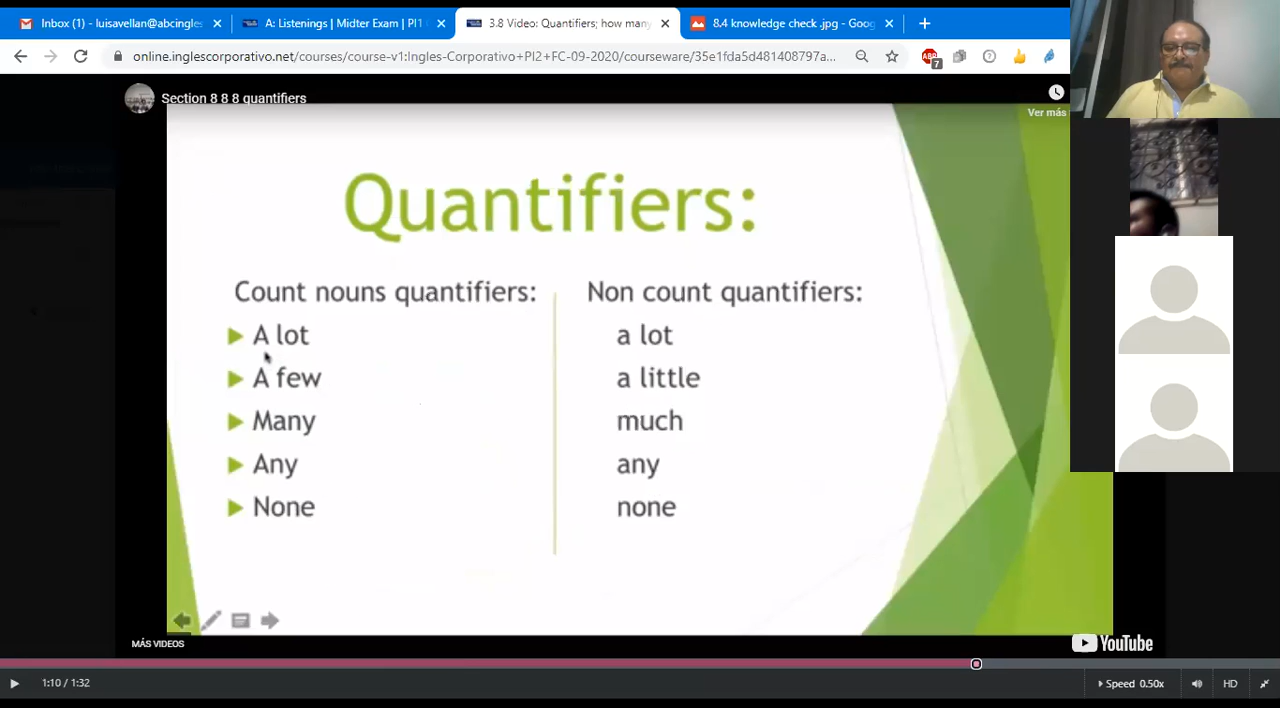 Inbox (1) - luisavellan@abcingles
A: Listenings | Midter Exam | PI1
3.8 Video: Quantifiers; how many
8.4 knowledge check .jpg - Goog
online.inglescorporativo.net/courses/course-v1:Ingles-Corporativo+PI2+FC-09-2020/courseware/35e1fda5d481408797a...
7
Section 8 8 8 quantifiers
Ver más
Quantifiers:
Count nouns quantifiers:
Non count quantifiers:
A lot
a lot
A few
a little
Many
much
Any
any
None
none
MÁS VIDEOS
YouTube
1:10 / 1:32
Speed 0.50x
HD